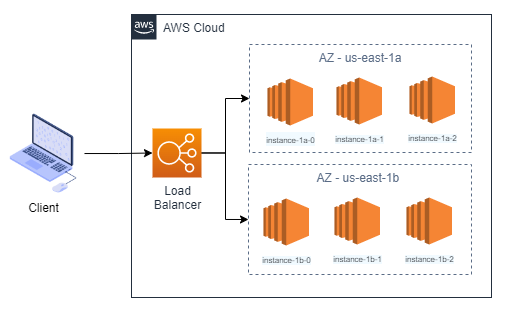 aws
AWS Cloud
AZ - us-east-1a
instance-1a-0
instance-1a-1
instance-1a-2
Client
Load
Balancer
AZ - us-east-1b
instance-1b-0
instance-1b-1
instance-1b-2